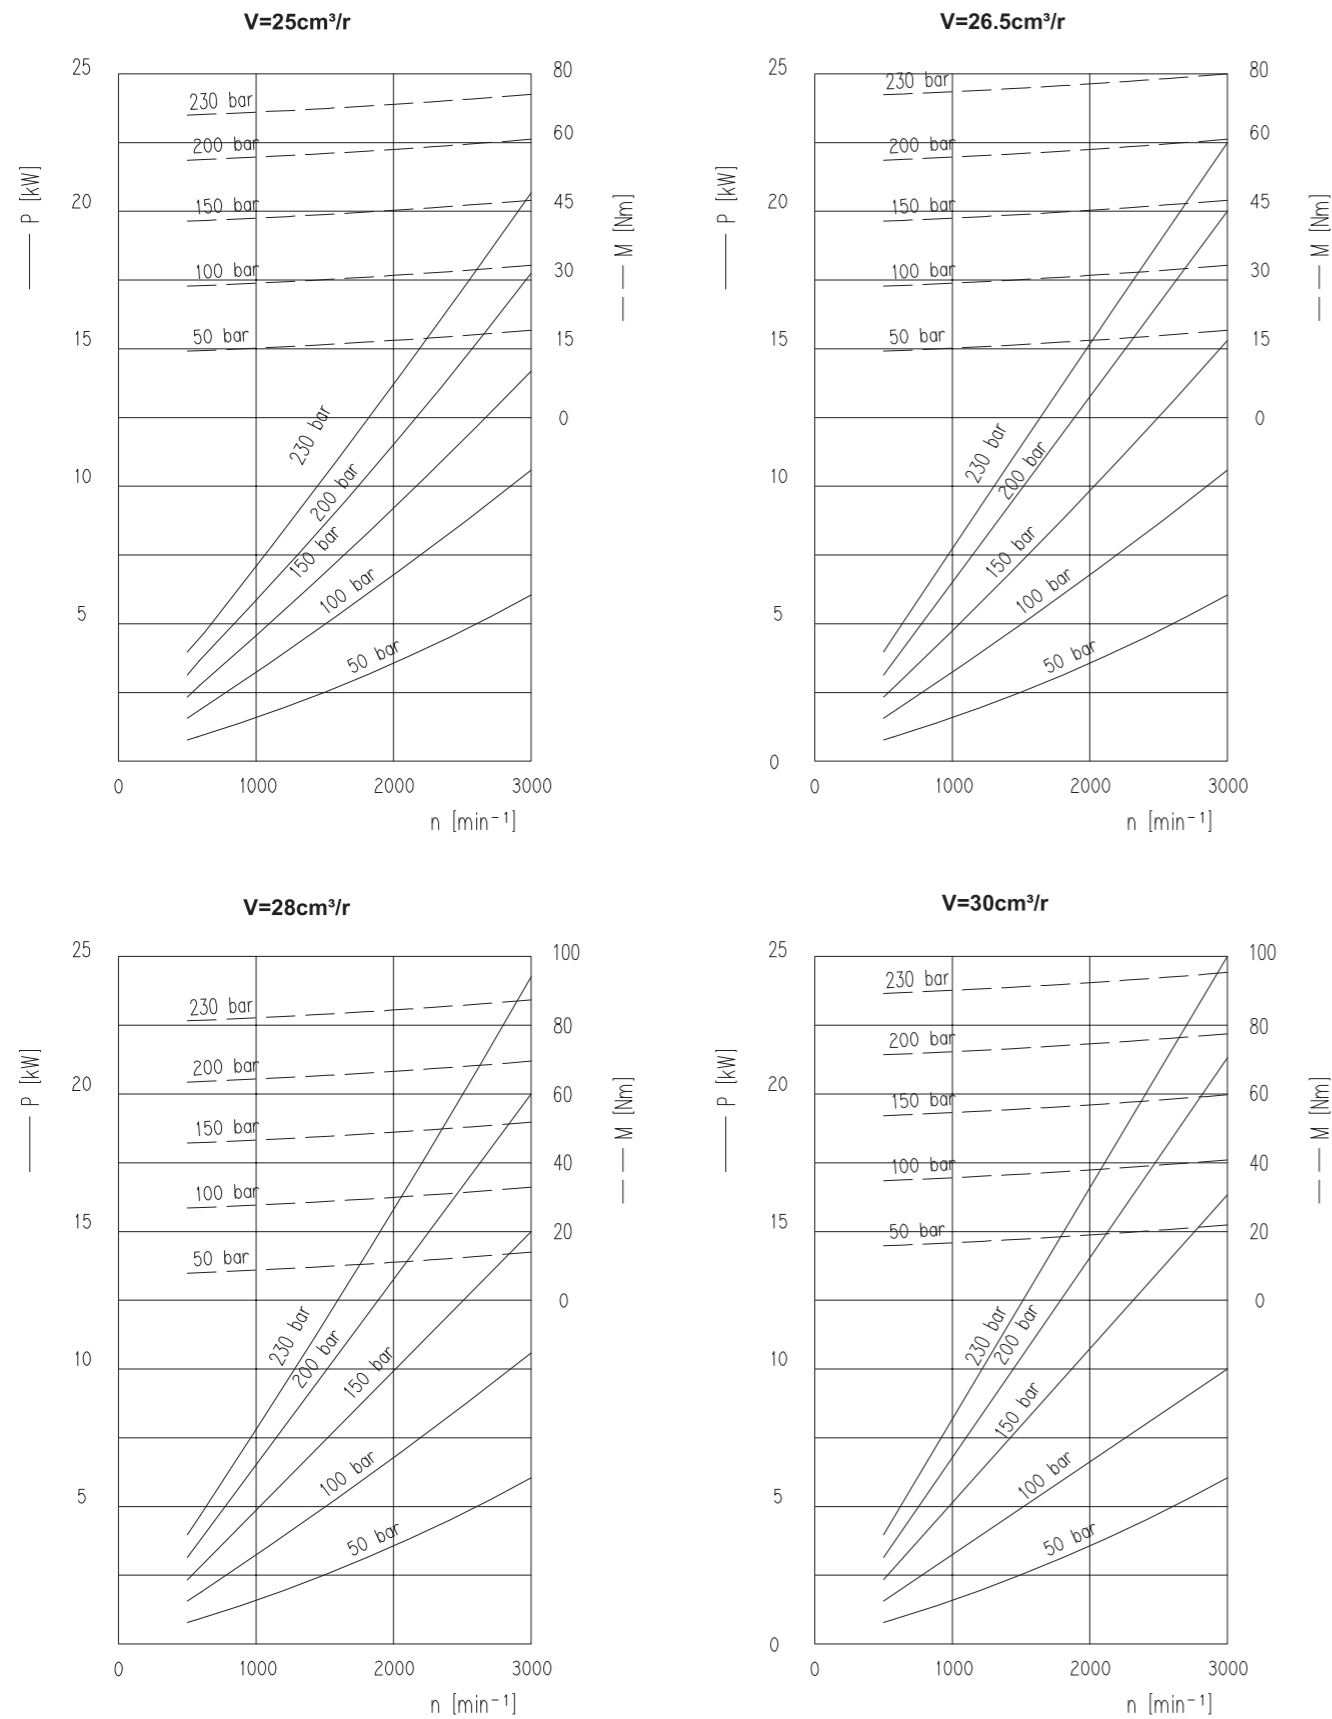 V=25cm³/r
25
20
15
10
5
P [kW]
80
60
45
30
15
0
M [Nm]
230 bar
200 bar
150 bar
100 bar
50 bar
230 bar
200 bar
150 bar
100 bar
50 bar
0 1000 2000 3000
n [min⁻¹]
V=26.5cm³/r
25
20
15
10
5
0
P [kW]
80
60
45
30
15
0
M [Nm]
230 bar
200 bar
150 bar
100 bar
50 bar
230 bar
200 bar
150 bar
100 bar
50 bar
0 1000 2000 3000
n [min⁻¹]
V=28cm³/r
25
20
15
10
5
P [kW]
100
80
60
40
20
0
M [Nm]
230 bar
200 bar
150 bar
100 bar
50 bar
230 bar
200 bar
150 bar
100 bar
50 bar
0 1000 2000 3000
n [min⁻¹]
V=30cm³/r
25
20
15
10
5
0
P [kW]
100
80
60
40
20
0
M [Nm]
230 bar
200 bar
150 bar
100 bar
50 bar
230 bar
200 bar
150 bar
100 bar
50 bar
0 1000 2000 3000
n [min⁻¹]